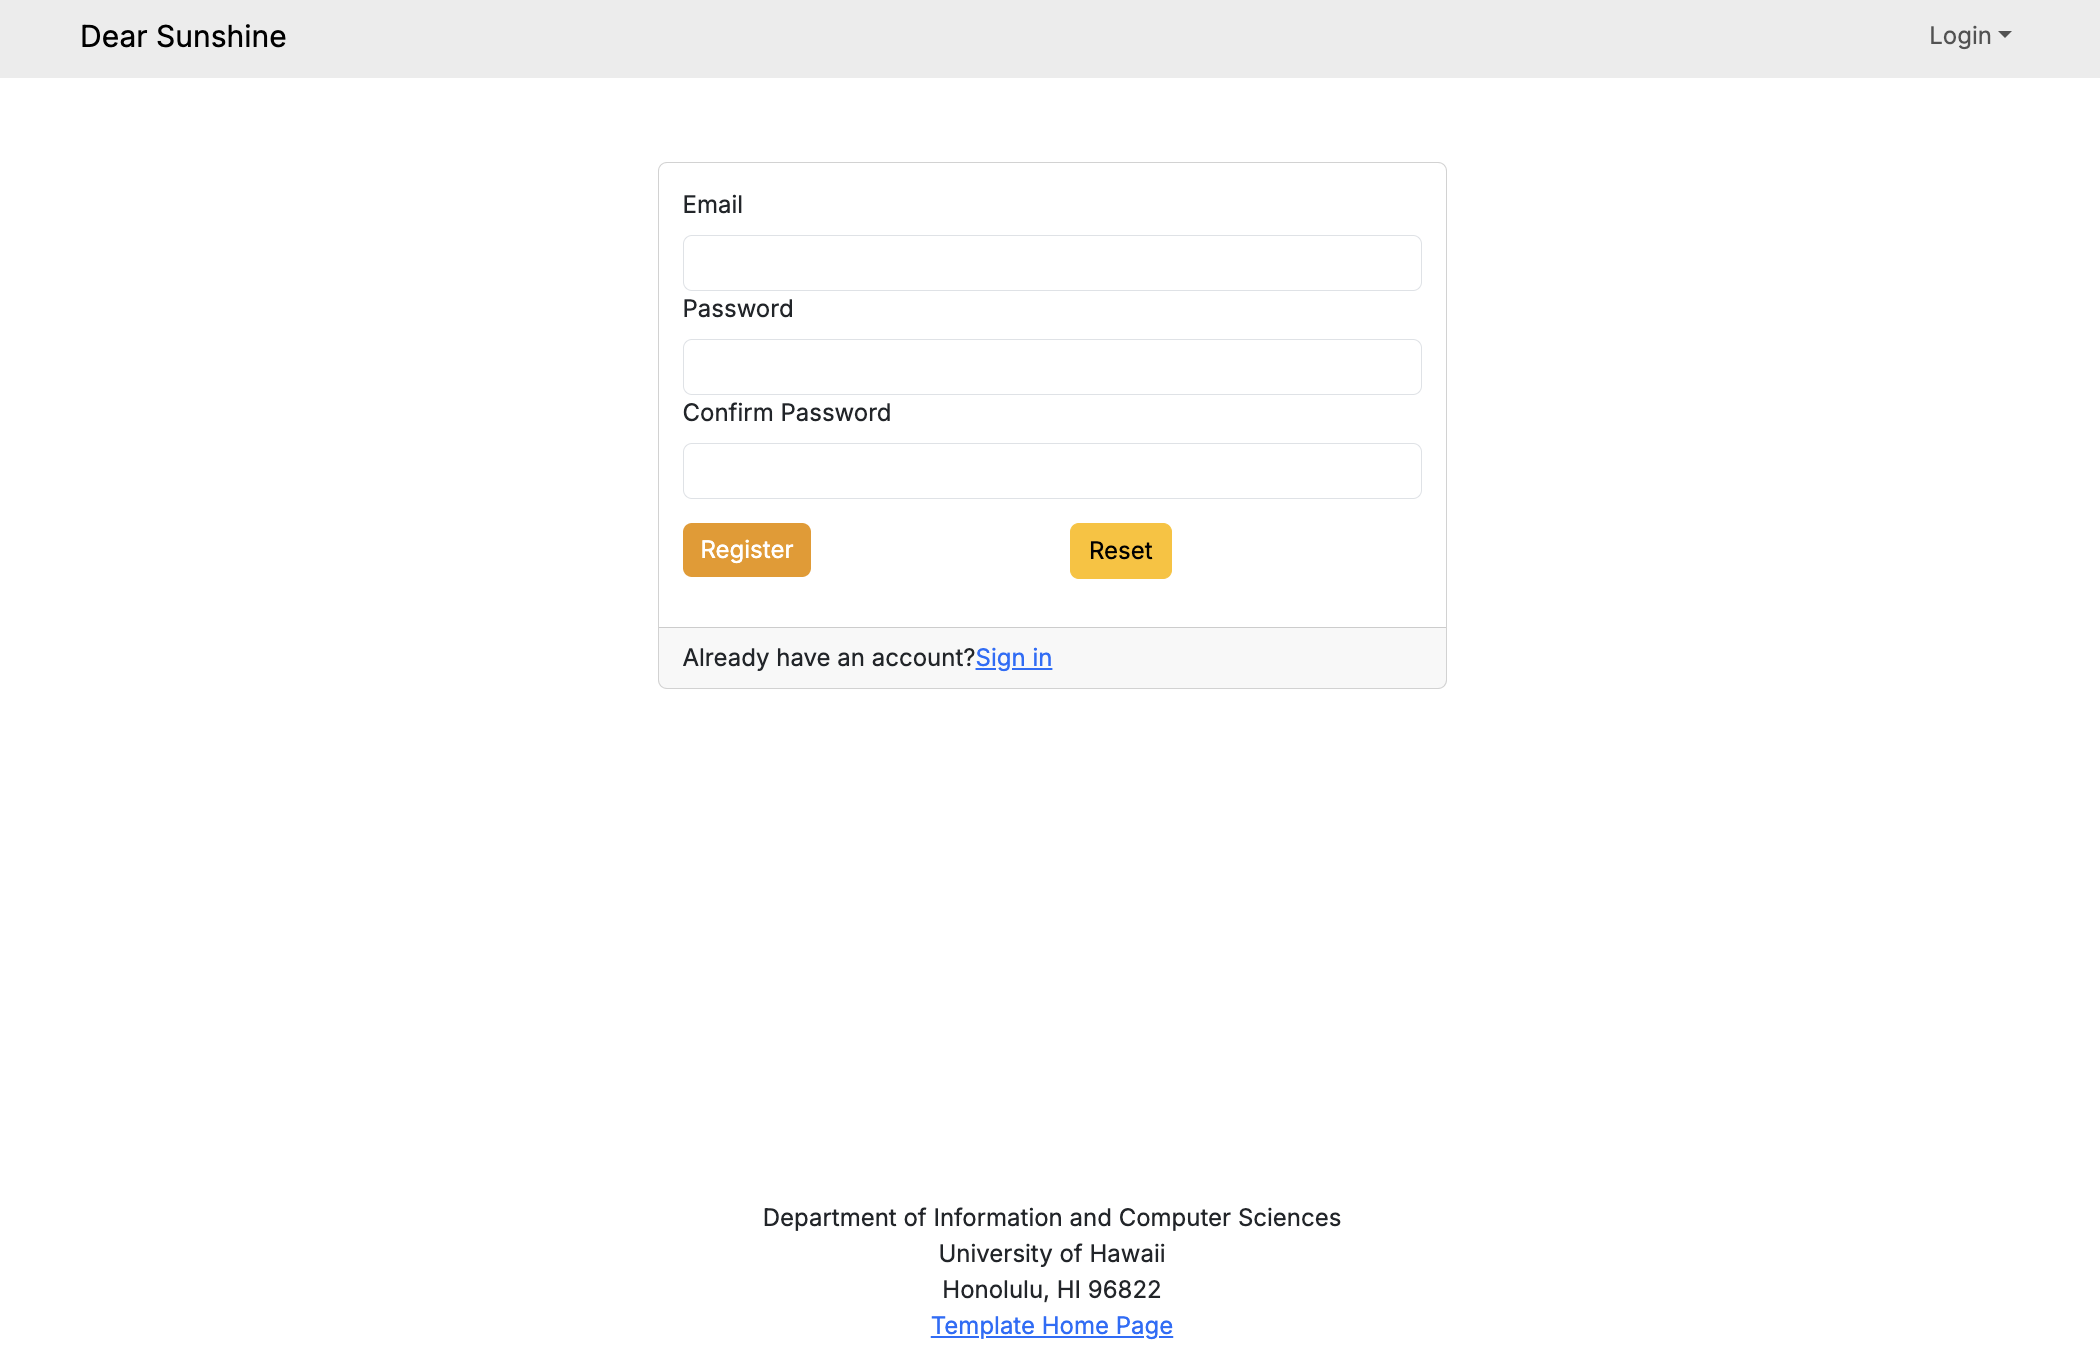 Dear Sunshine
Login
Email
Password
Confirm Password
Register
Reset
Already have an account?Sign in
Department of Information and Computer Sciences
University of Hawaii
Honolulu, HI 96822
Template Home Page